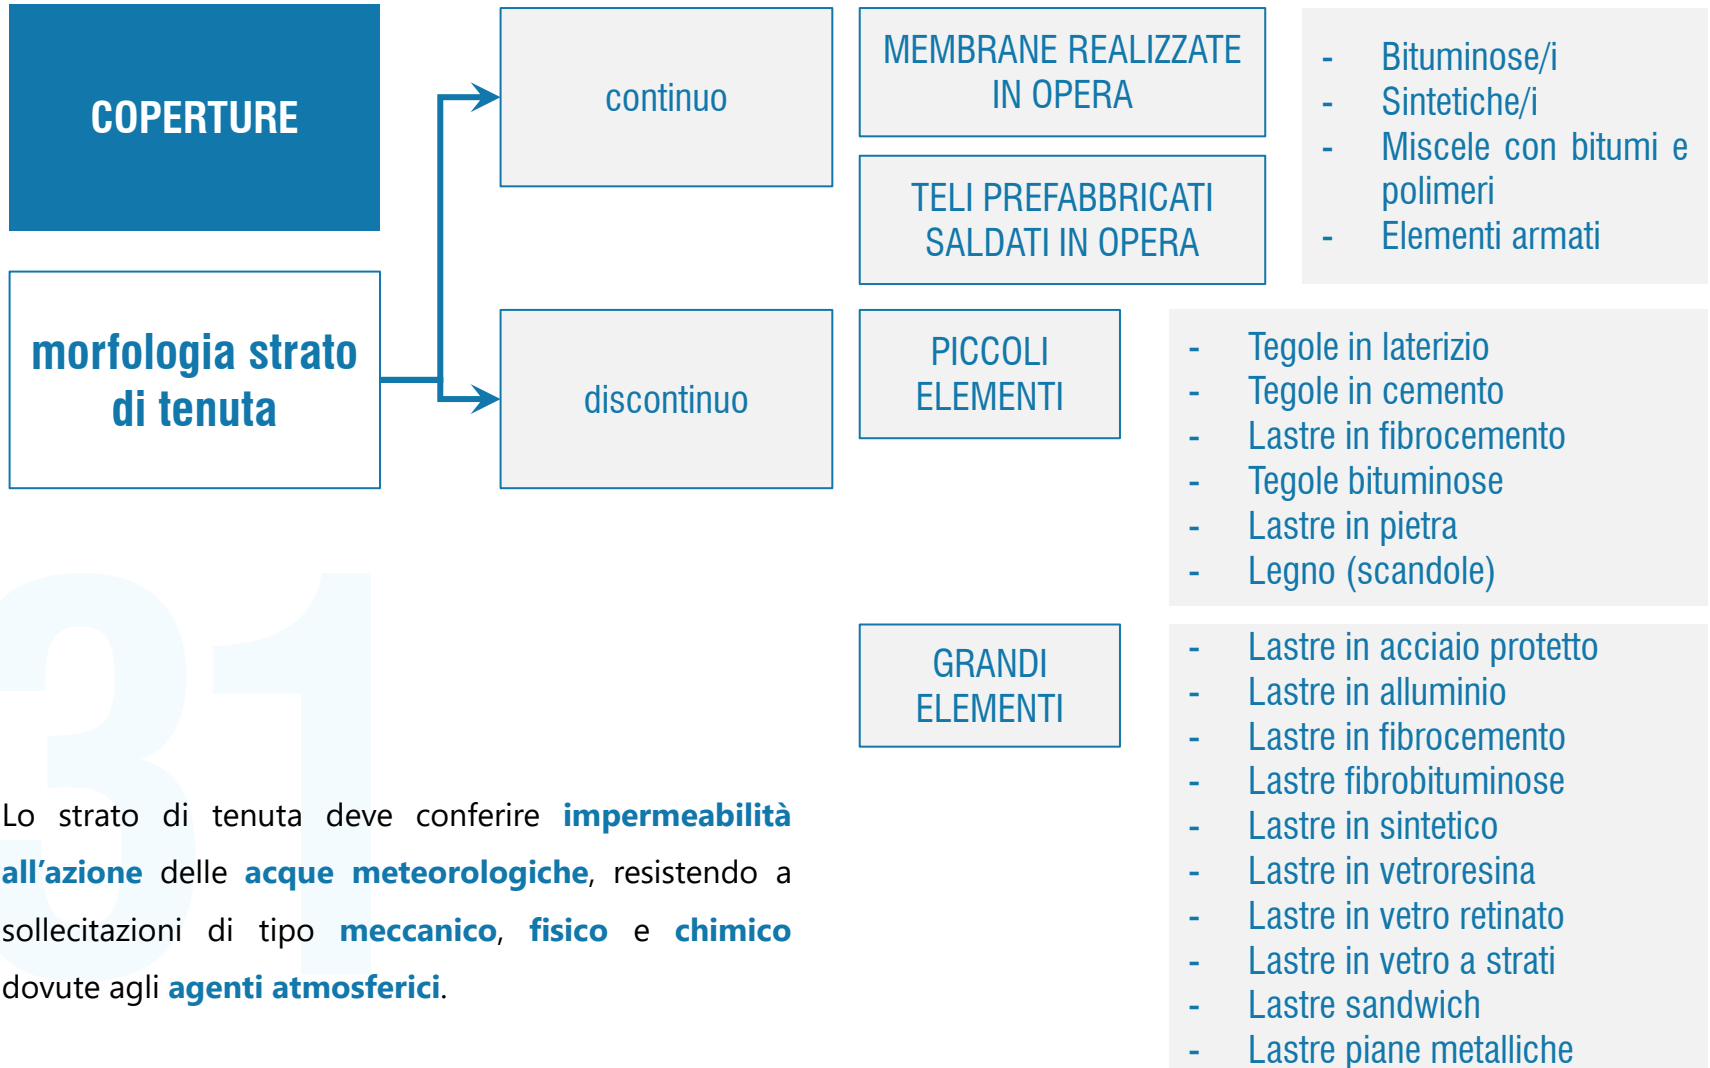 COPERTURE
morfologia strato
di tenuta
continuo
discontinuo
MEMBRANE REALIZZATE
IN OPERA
TELI PREFABBRICATI
SALDATI IN OPERA
- Bituminose/i
- Sintetiche/i
- Miscele con bitumi e
polimeri
- Elementi armati
PICCOLI
ELEMENTI
- Tegole in laterizio
- Tegole in cemento
- Lastre in fibrocemento
- Tegole bituminose
- Lastre in pietra
- Legno (scandole)
GRANDI
ELEMENTI
- Lastre in acciaio protetto
- Lastre in alluminio
- Lastre in fibrocemento
- Lastre fibrobituminose
- Lastre in sintetico
- Lastre in vetroresina
- Lastre in vetro retinato
- Lastre in vetro a strati
- Lastre sandwich
- Lastre piane metalliche
31
Lo strato di tenuta deve conferire impermeabilità
all’azione delle acque meteorologiche, resistendo a
sollecitazioni di tipo meccanico, fisico e chimico
dovute agli agenti atmosferici.